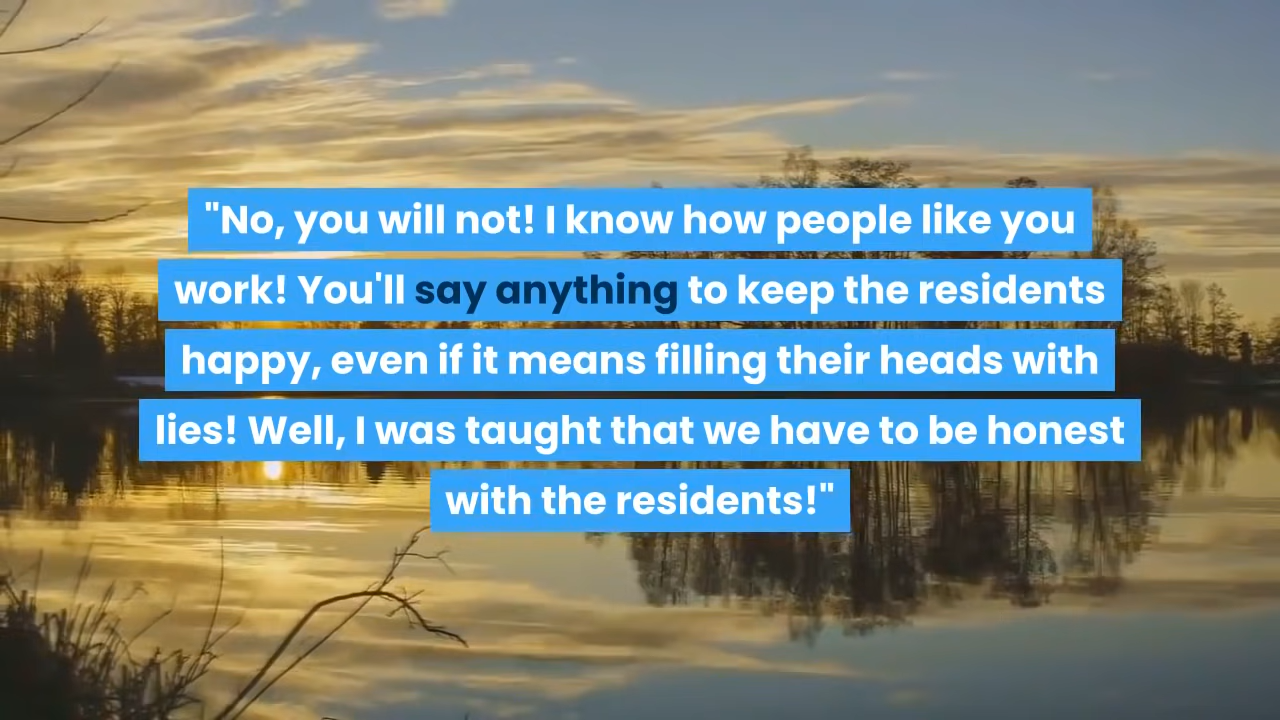 "No, you will not! I know how people like you
work! You'll say anything to keep the residents
happy, even if it means filling their heads with
lies! Well, I was taught that we have to be honest
with the residents!"